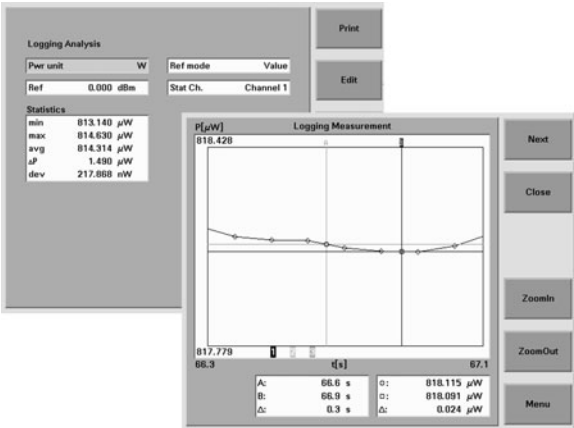 Logging Analysis
Pwr unit W
Ref mode Value
Ref 0.000 dBm
Stat Ch. Channel 1
Statistics
min 813.140 µW
max 814.630 µW
avg 814.314 µW
ΔP 1.490 µW
dev 217.868 nW
Print
Edit
P[µW] Logging Measurement
818.428
A B
817.779 1
66.3 t[s] 67.1
A: 66.6 s
B: 66.9 s
Δ: 0.3 s
o: 818.115 µW
□: 818.091 µW
Δ: 0.024 µW
Next
Close
ZoomIn
ZoomOut
Menu